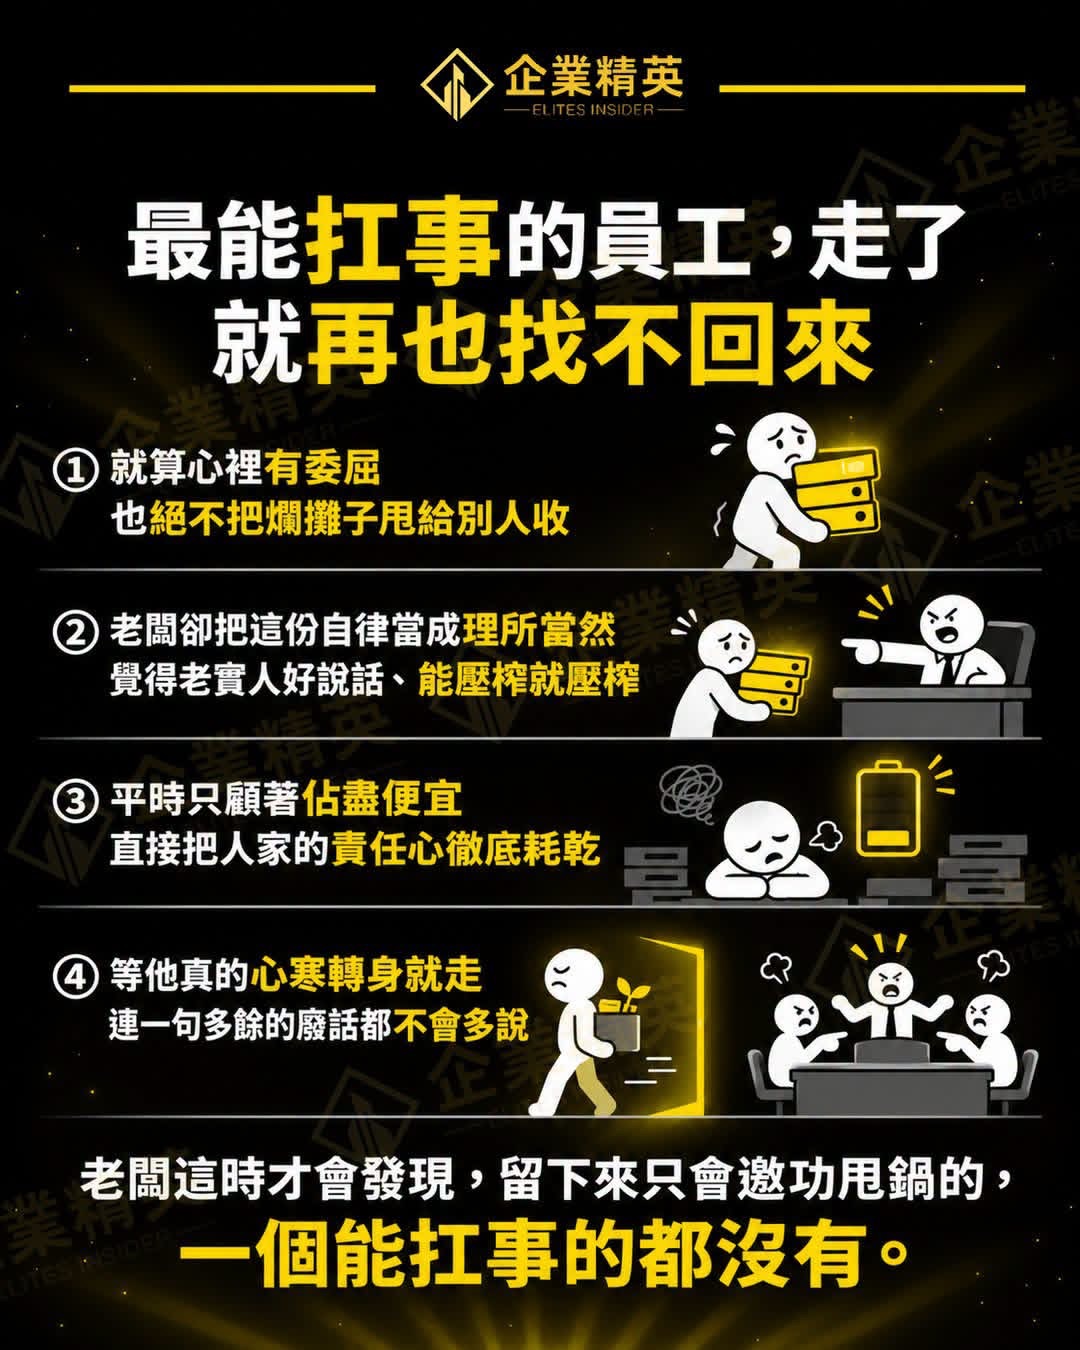 企業精英
ELITES INSIDER
最能扛事的員工，走了
就再也找不回來
① 就算心裡有委屈
也絕不把爛攤子甩給別人收
② 老闆卻把這份自律當成理所當然
覺得老實人好說話、能壓榨就壓榨
③ 平時只顧著佔盡便宜
直接把人家的責任心徹底耗乾
④ 等他真的心寒轉身就走
連一句多餘的廢話都不會多說
老闆這時才會發現，留下來只會邀功甩鍋的，
一個能扛事的都沒有。